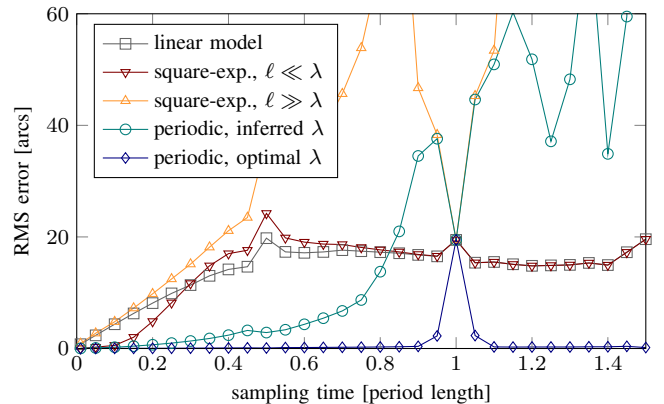 60
40
20
0
RMS error [arcs]
linear model
square-exp., ℓ ≪ λ
square-exp., ℓ ≫ λ
periodic, inferred λ
periodic, optimal λ
0 0.2 0.4 0.6 0.8 1 1.2 1.4
sampling time [period length]